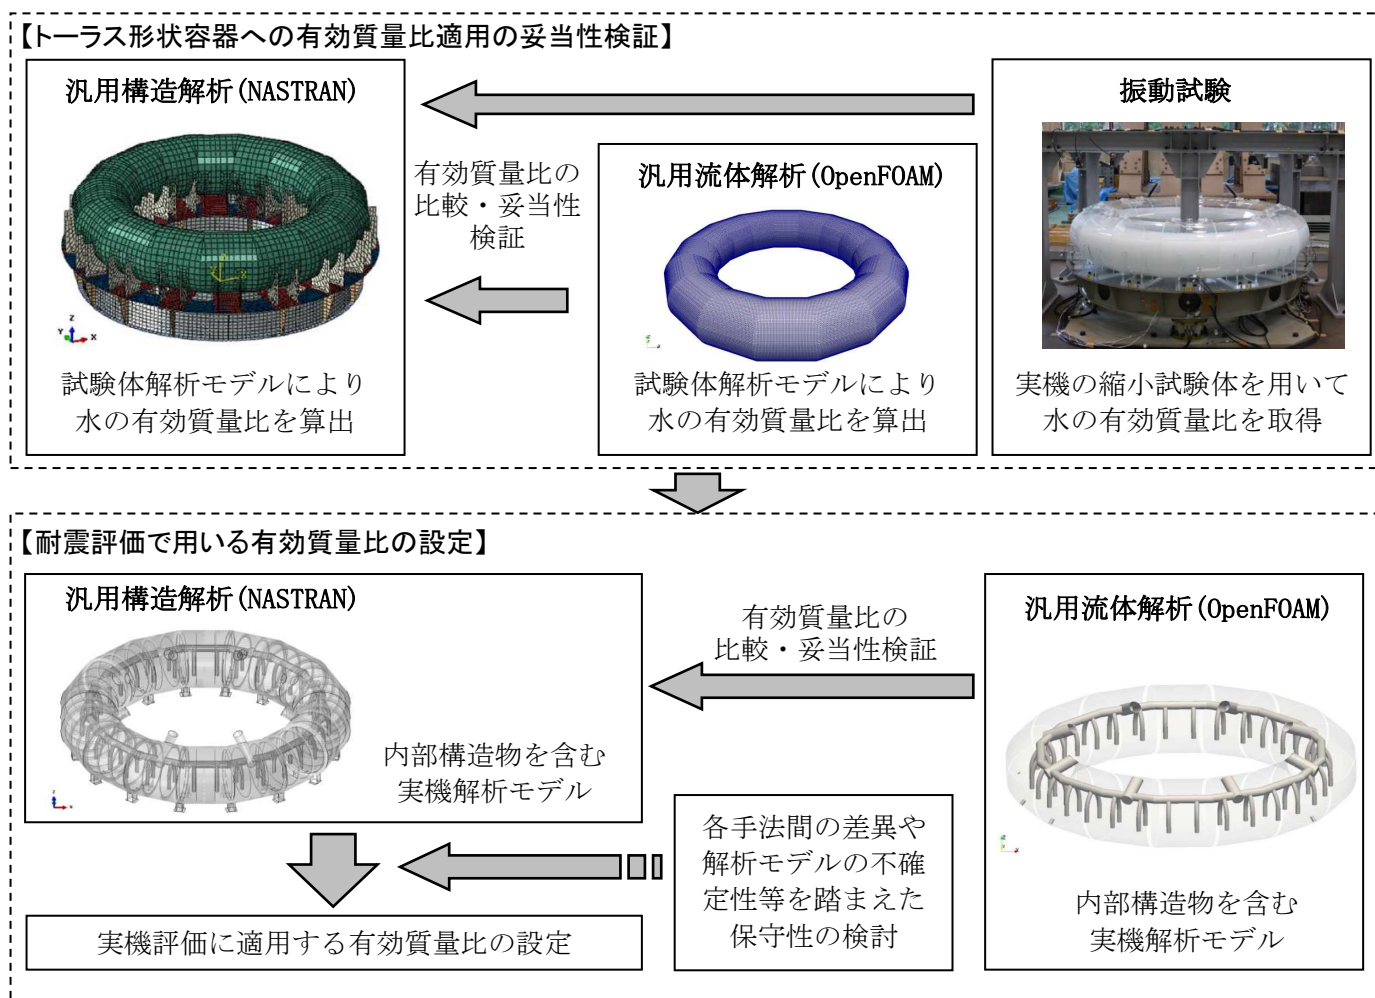 【トーラス形状容器への有効質量比適用の妥当性検証】
汎用構造解析(NASTRAN)
試験体解析モデルにより
水の有効質量比を算出
有効質量比の
比較・妥当性
検証
汎用流体解析(OpenFOAM)
試験体解析モデルにより
水の有効質量比を算出
振動試験
実機の縮小試験体を用いて
水の有効質量比を取得
【耐震評価で用いる有効質量比の設定】
汎用構造解析(NASTRAN)
内部構造物を含む
実機解析モデル
有効質量比の
比較・妥当性検証
汎用流体解析(OpenFOAM)
内部構造物を含む
実機解析モデル
各手法間の差異や
解析モデルの不確
定性等を踏まえた
保守性の検討
実機評価に適用する有効質量比の設定